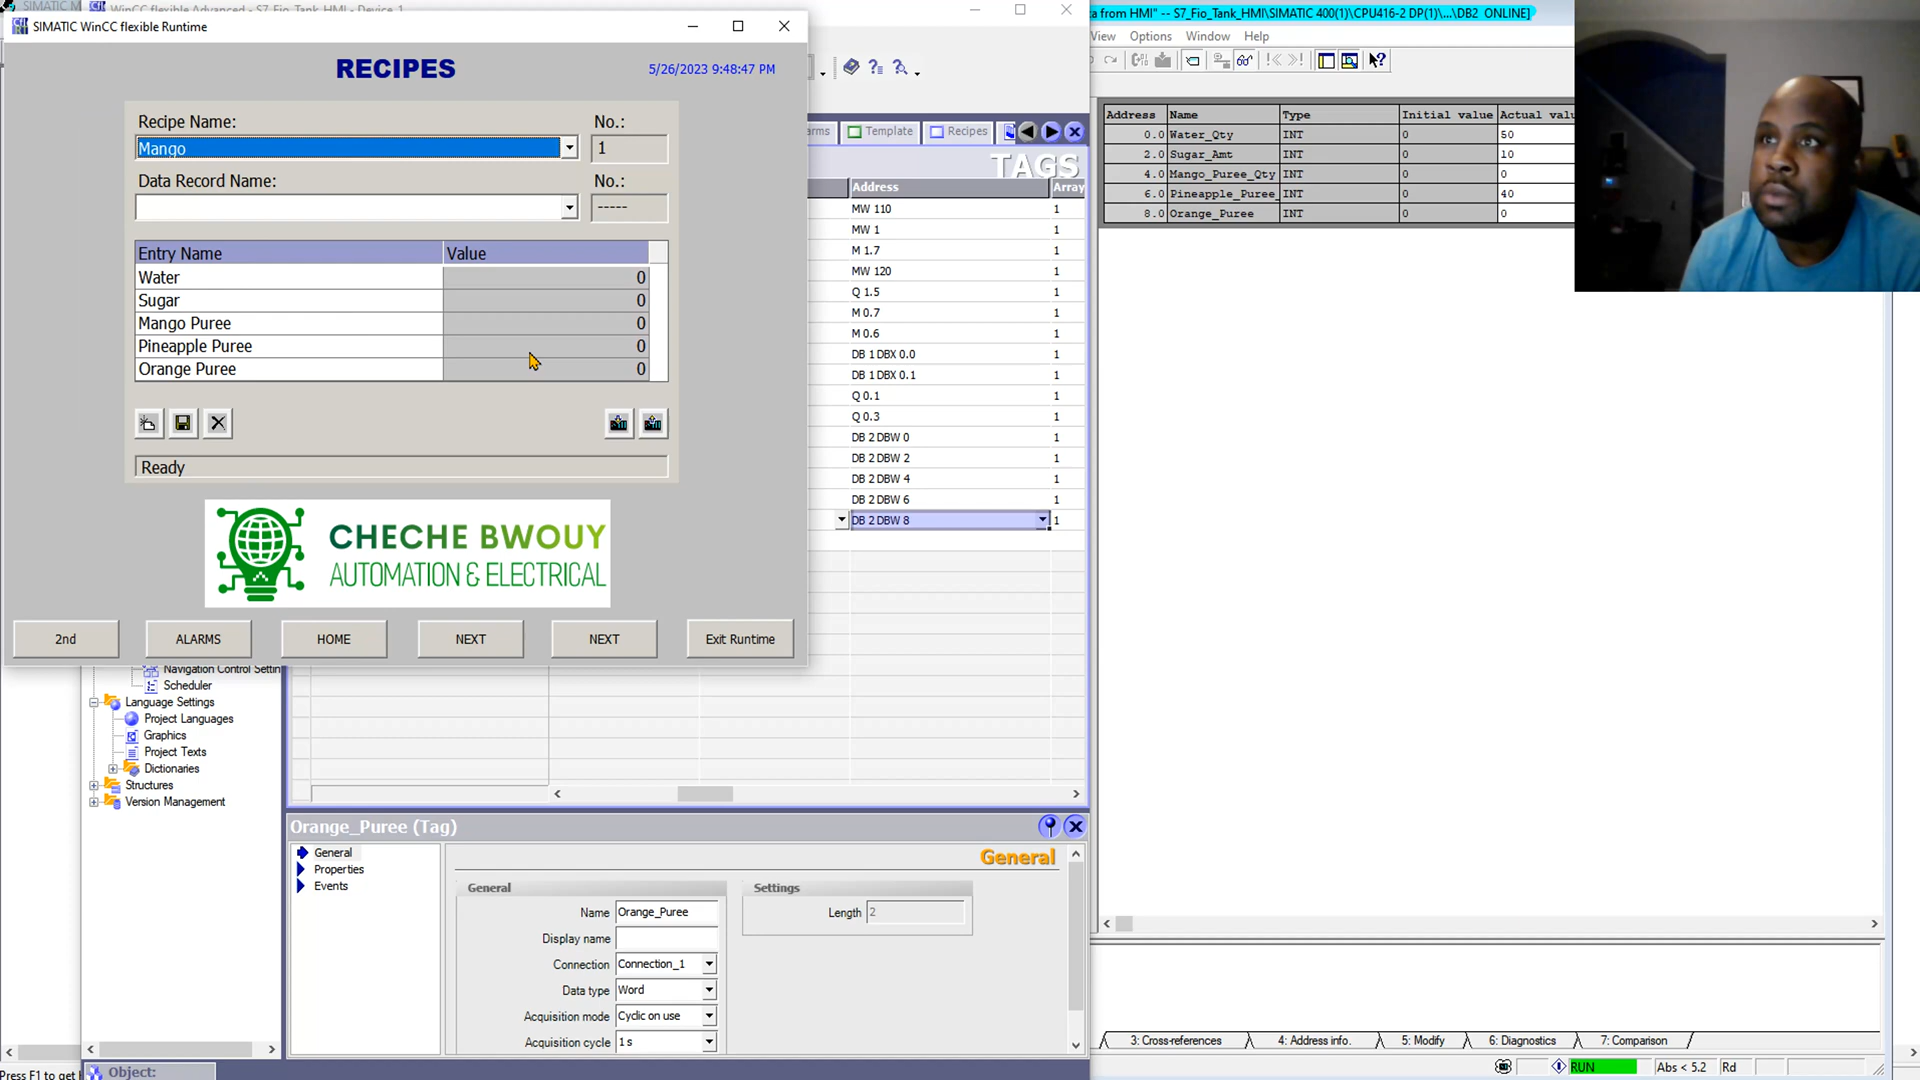 SIMATIC WinCC flexible Runtime
RECIPES
5/26/2023 9:48:47 PM
Recipe Name:
No.:
Mango
1
Data Record Name:
No.:
-----
Entry Name
Value
Water
0
Sugar
0
Mango Puree
0
Pineapple Puree
0
Orange Puree
0
Ready
CHECHE BWOUY
AUTOMATION & ELECTRICAL
2nd
ALARMS
HOME
NEXT
NEXT
Exit Runtime
Scheduler
Language Settings
Project Languages
Graphics
Project Texts
Dictionaries
Structures
Version Management
Object:
Template
Recipes
TAGS
Address
Array
MW 110
1
MW 1
1
M 1.7
1
MW 120
1
Q 1.5
1
M 0.7
1
M 0.6
1
DB 1 DBX 0.0
1
DB 1 DBX 0.1
1
Q 0.1
1
Q 0.3
1
DB 2 DBW 0
1
DB 2 DBW 2
1
DB 2 DBW 4
1
DB 2 DBW 6
1
DB 2 DBW 8
1
Orange_Puree (Tag)
General
Properties
Events
General
General
Settings
Name
Orange_Puree
Length
2
Display name
Connection
Connection_1
Data type
Word
Acquisition mode
Cyclic on use
Acquisition cycle
1 s
from HMI" -- S7_Fio_Tank_HMI\SIMATIC 400(1)\CPU416-2 DP(1)\...\DB2 ONLINE]
View
Options
Window
Help
Address
Name
Type
Initial value
Actual
0.0
Water_Qty
INT
0
50
2.0
Sugar_Amt
INT
0
10
4.0
Mango_Puree_Qty
INT
0
0
6.0
Pineapple_Puree_
INT
0
40
8.0
Orange_Puree
INT
0
0
3: Cross-references
4: Address info.
5: Modify
6: Diagnostics
7: Comparison
RUN
Abs < 5.2
Rd